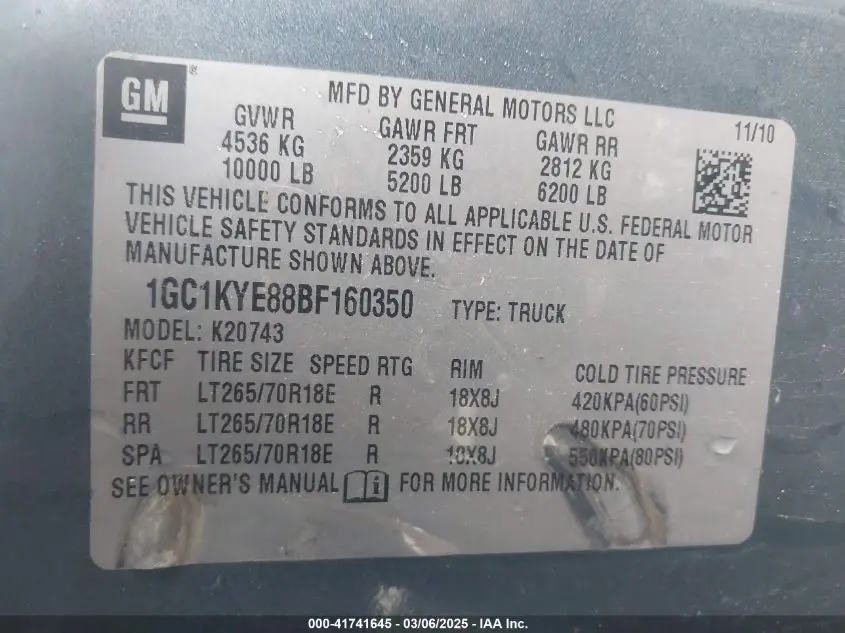 GM
MFD BY GENERAL MOTORS LLC
11/10
GVWR GAWR FRT GAWR RR
4536 KG 2359 KG 2812 KG
10000 LB 5200 LB 6200 LB
THIS VEHICLE CONFORMS TO ALL APPLICABLE U.S. FEDERAL MOTOR
VEHICLE SAFETY STANDARDS IN EFFECT ON THE DATE OF
MANUFACTURE SHOWN ABOVE.
1GC1KYE88BF160350 TYPE: TRUCK
MODEL: K20743
KFCF TIRE SIZE SPEED RTG RIM COLD TIRE PRESSURE
FRT LT265/70R18E R 18X8J 420KPA(60PSI)
RR LT265/70R18E R 18X8J 480KPA(70PSI)
SPA LT265/70R18E R 18X8J 550KPA(80PSI)
SEE OWNER'S MANUAL i FOR MORE INFORMATION.
000-41741645 - 03/06/2025 - IAA Inc.